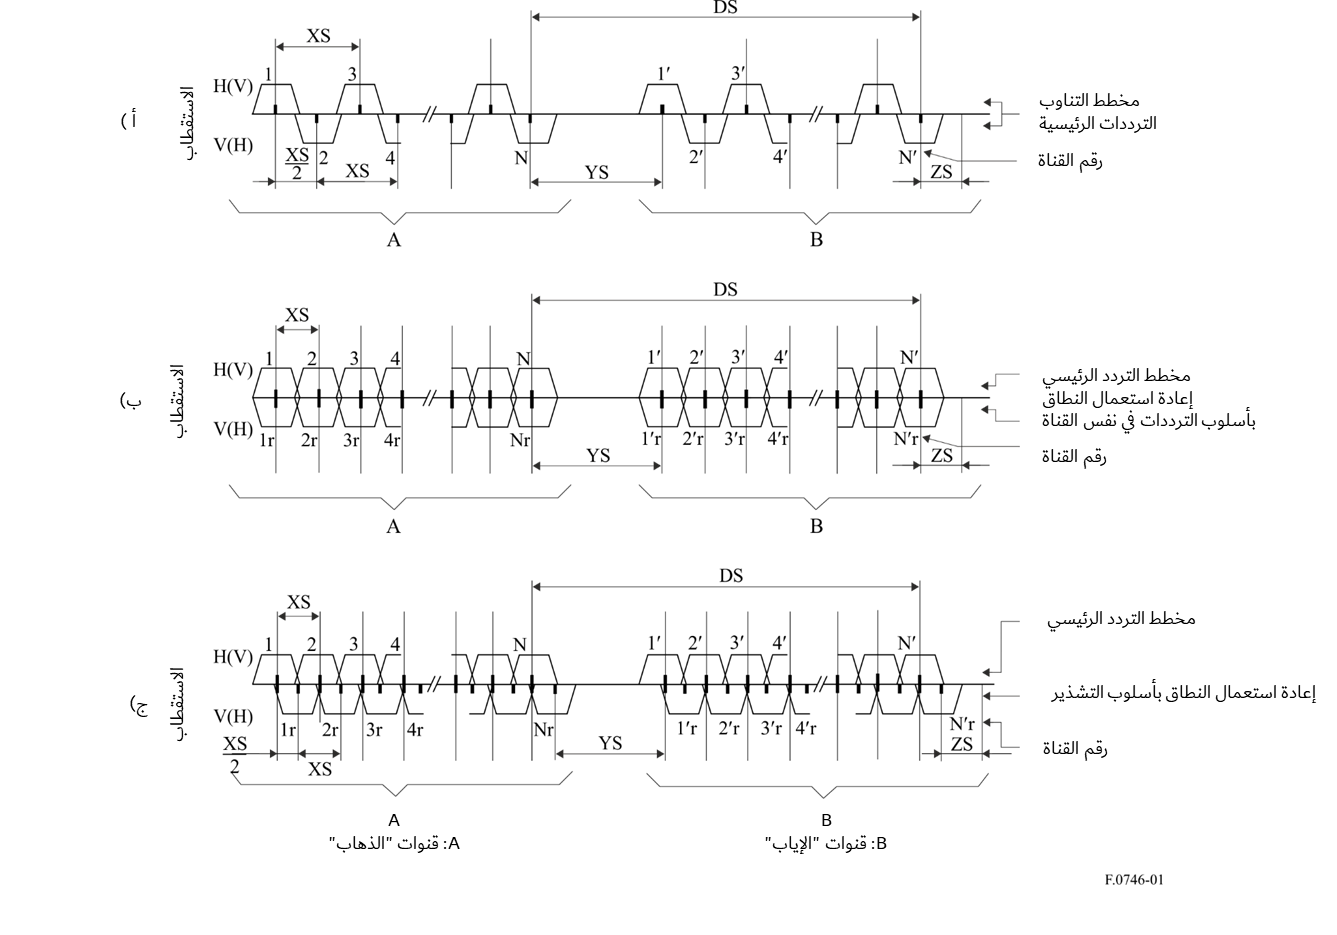 DS
XS
1 3 1′ 3′
H(V)
أ )
الاستقطاب
مخطط التناوب
الترددات الرئيسية
V(H)
XS/2 2 XS 4 N YS 2′ 4′ N′ ZS
رقم القناة
A B
DS
XS
1 2 3 4 N 1′ 2′ 3′ 4′ N′
H(V)
ب)
الاستقطاب
مخطط التردد الرئيسي
إعادة استعمال النطاق
بأسلوب الترددات في نفس القناة
V(H)
1r 2r 3r 4r Nr 1′r 2′r 3′r 4′r N′r
YS ZS
رقم القناة
A B
DS
XS
1 2 3 4 N 1′ 2′ 3′ 4′ N′
H(V)
مخطط التردد الرئيسي
ج)
الاستقطاب
إعادة استعمال النطاق بأسلوب التشذير
V(H)
1r 2r 3r 4r Nr 1′r 2′r 3′r 4′r N′r
XS/2 XS YS ZS
رقم القناة
A B
A: قنوات "الذهاب"
B: قنوات "الإياب"
F.0746-01